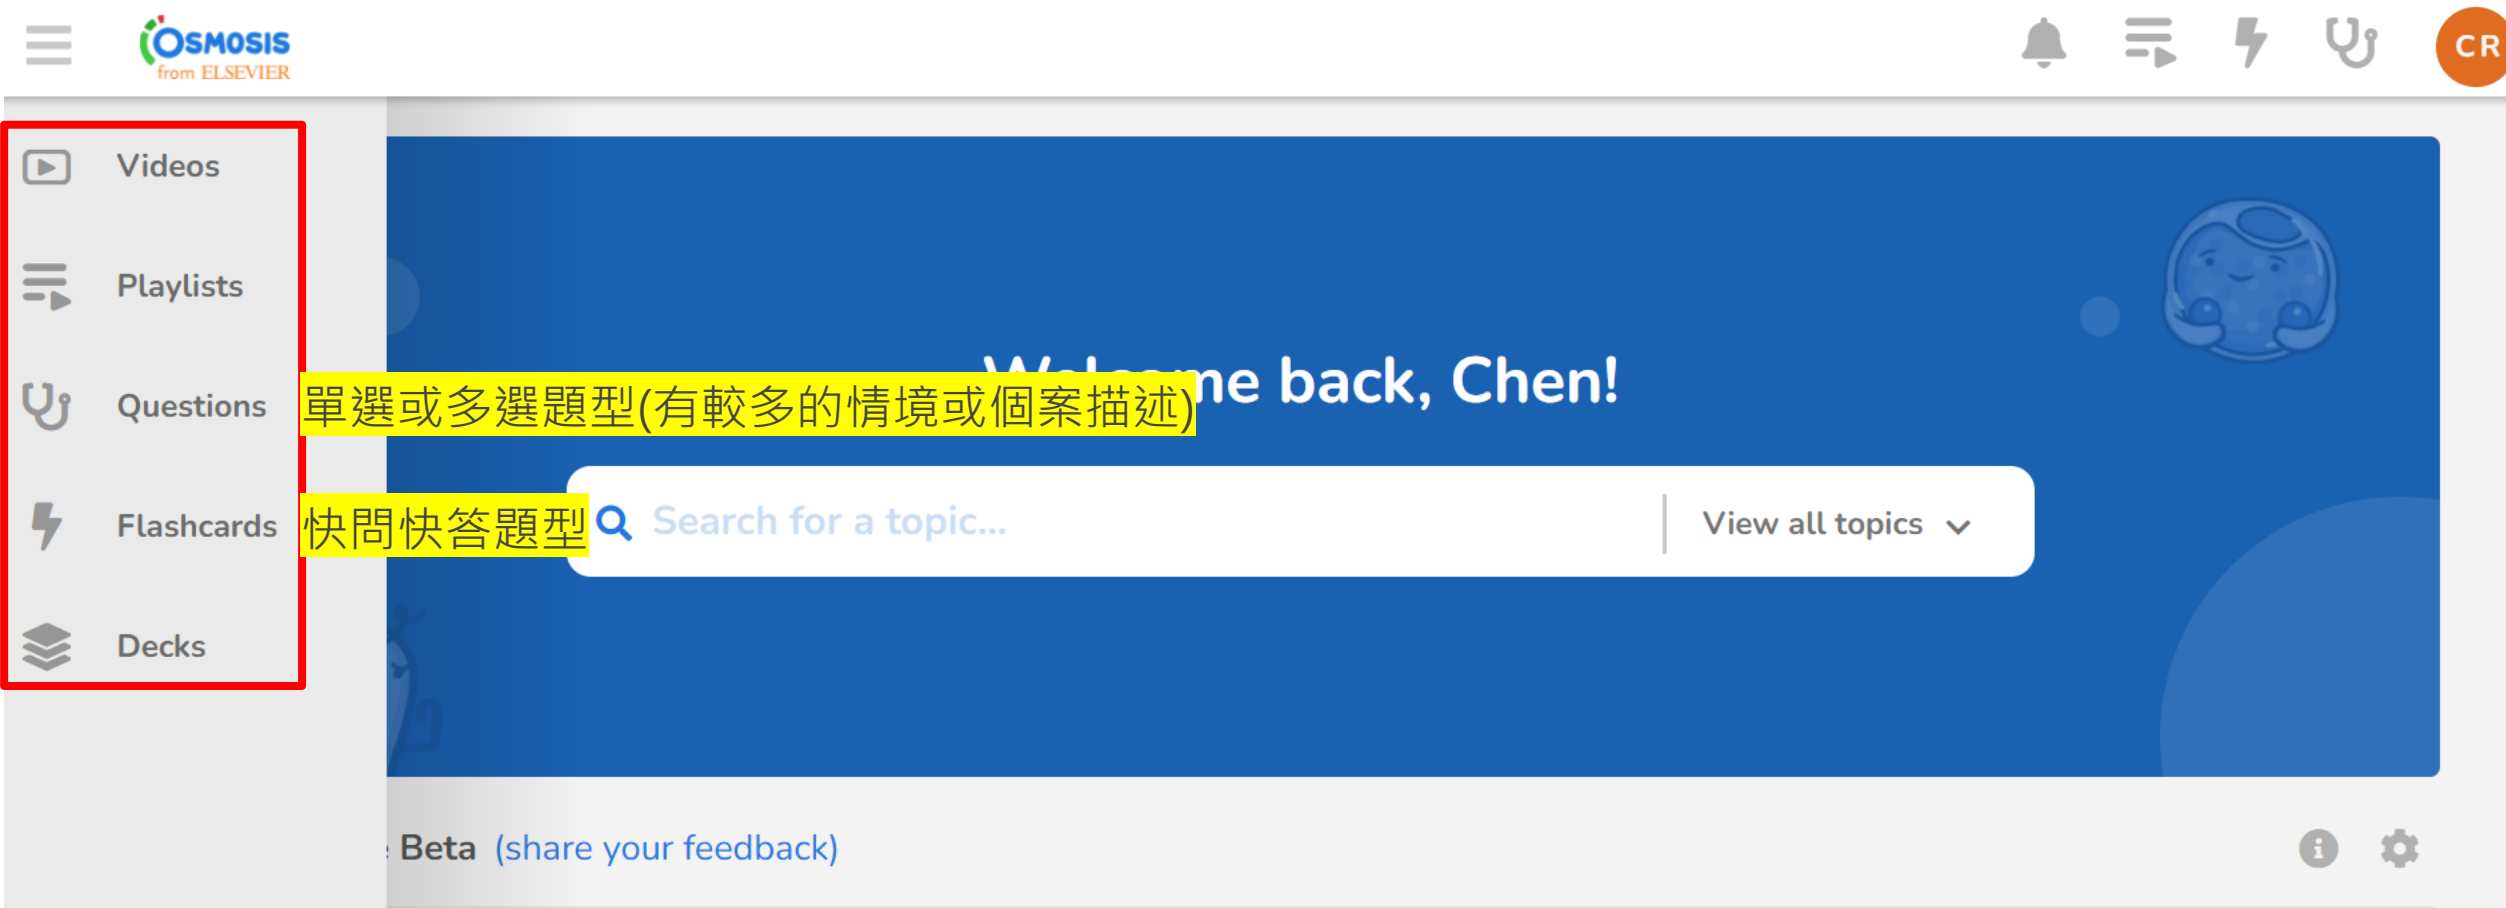 OSMOSIS
from ELSEVIER
CR
Videos
Playlists
Questions
單選或多選題型(有較多的情境或個案描述)
back, Chen!
Flashcards
快問快答題型
Search for a topic...
View all topics
Decks
Beta (share your feedback)